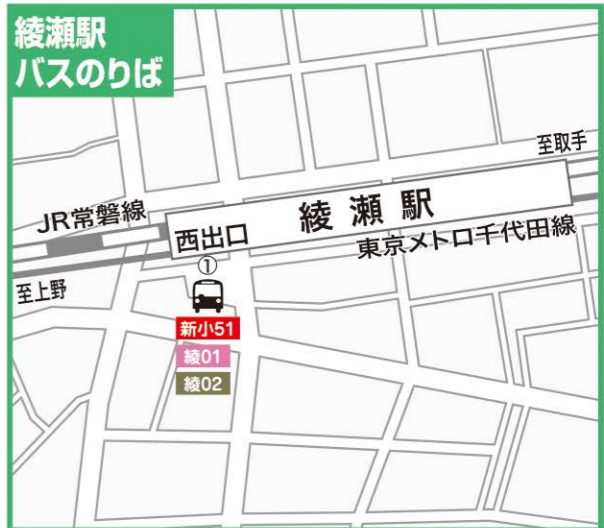 綾瀬駅
バスのりば
至取手
JR常磐線
綾瀬駅
西出口
東京メトロ千代田線
①
至上野
新小51
綾01
綾02